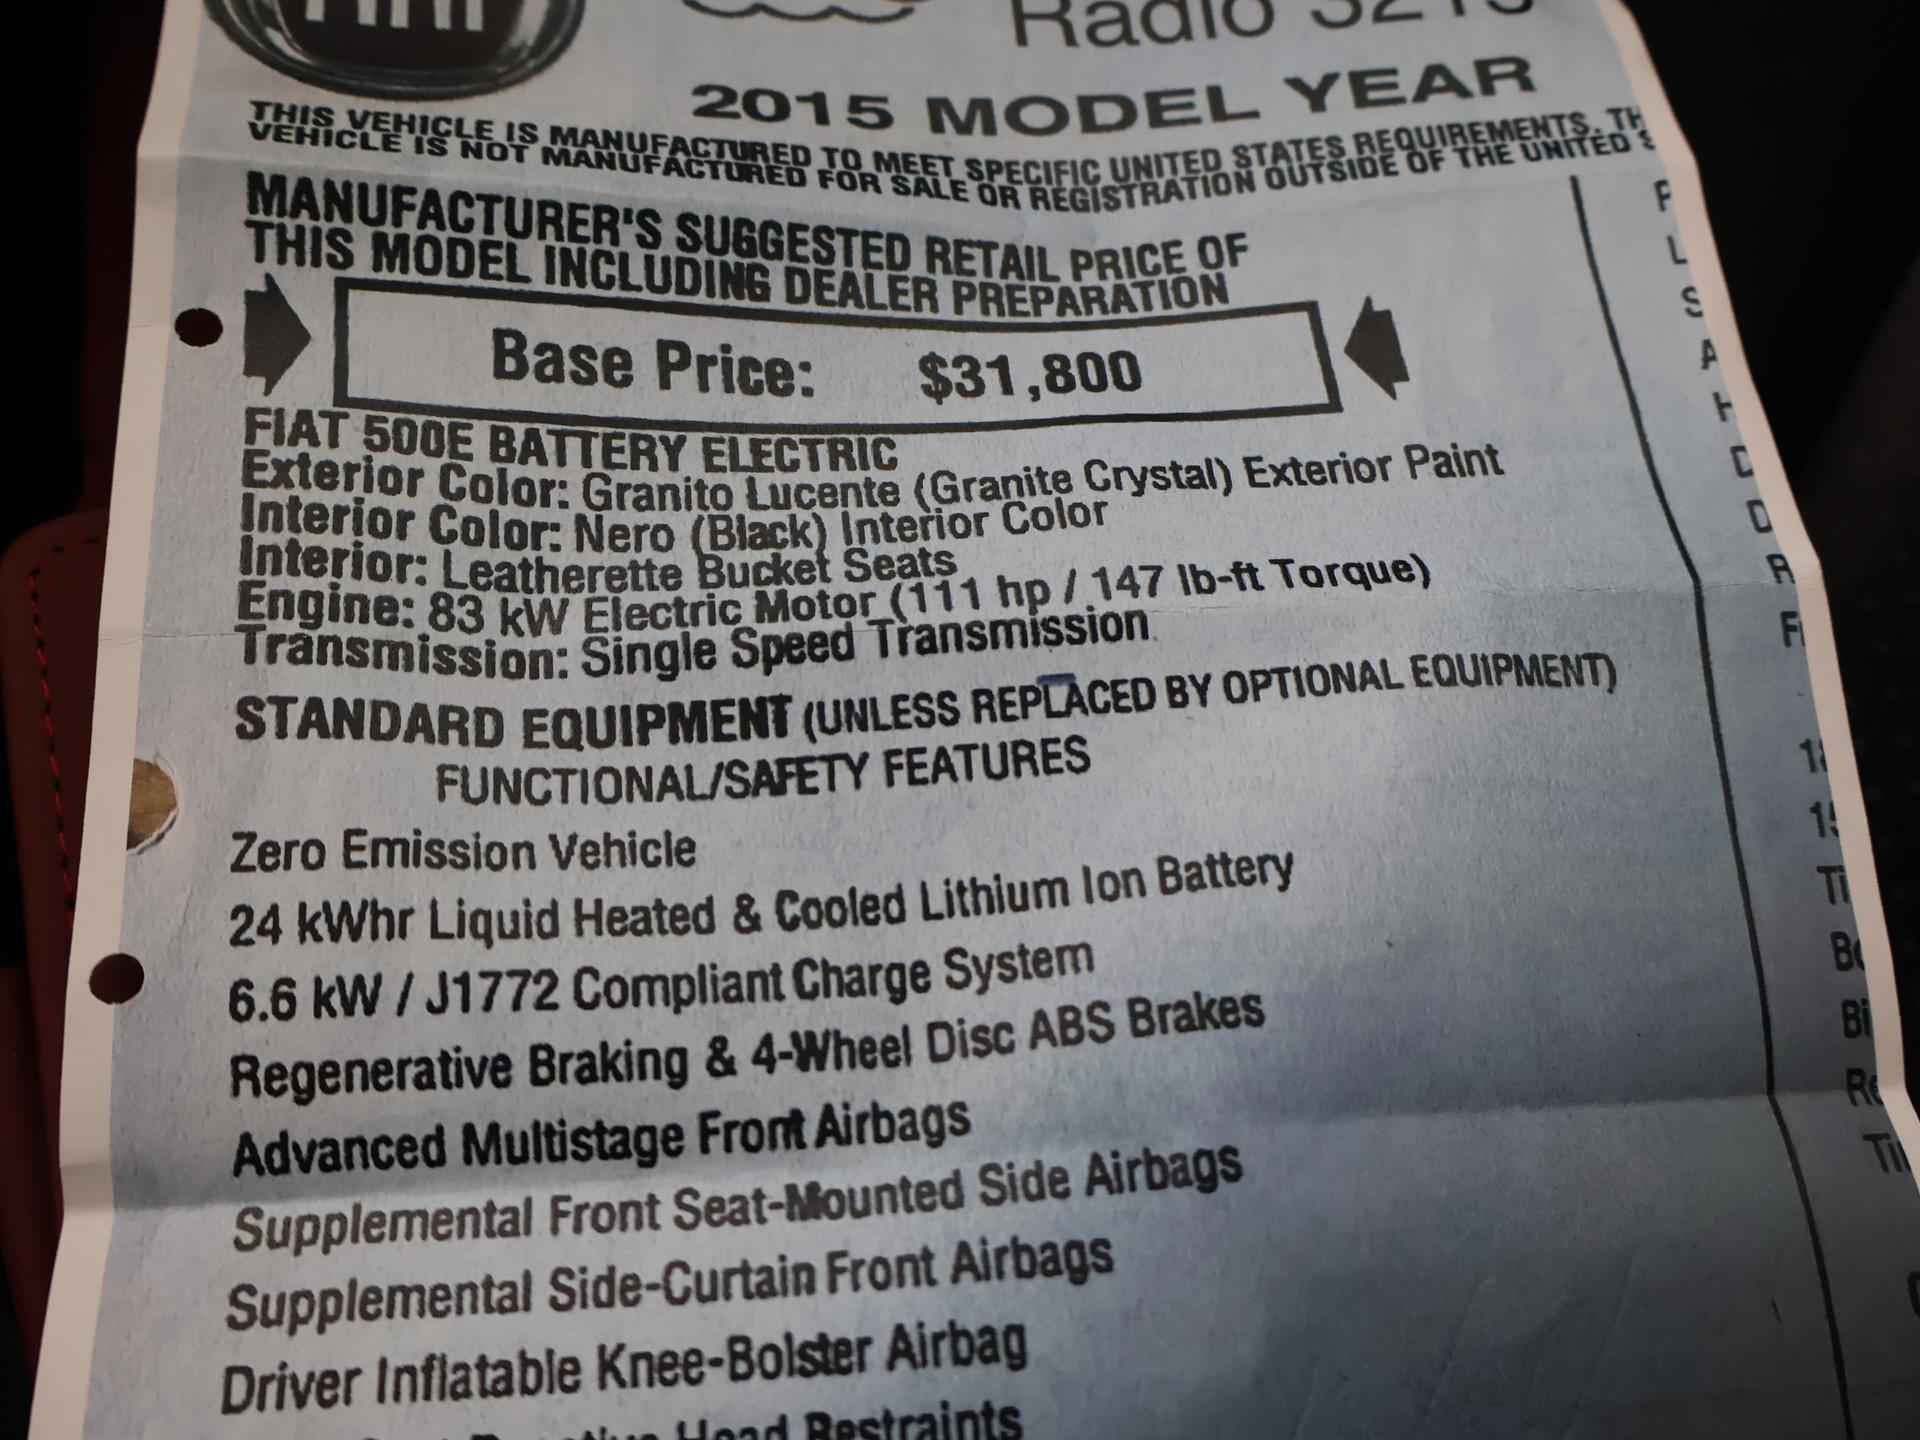 FIAT
Radio 3215
2015 MODEL YEAR
THIS VEHICLE IS MANUFACTURED TO MEET SPECIFIC UNITED STATES REQUIREMENTS. TH
VEHICLE IS NOT MANUFACTURED FOR SALE OR REGISTRATION OUTSIDE OF THE UNITED S
MANUFACTURER'S SUGGESTED RETAIL PRICE OF
THIS MODEL INCLUDING DEALER PREPARATION
Base Price: $31,800
FIAT 500E BATTERY ELECTRIC
Exterior Color: Granito Lucente (Granite Crystal) Exterior Paint
Interior Color: Nero (Black) Interior Color
Interior: Leatherette Bucket Seats
Engine: 83 kW Electric Motor (111 hp / 147 lb-ft Torque)
Transmission: Single Speed Transmission
STANDARD EQUIPMENT (UNLESS REPLACED BY OPTIONAL EQUIPMENT)
FUNCTIONAL/SAFETY FEATURES
Zero Emission Vehicle
24 kWhr Liquid Heated & Cooled Lithium Ion Battery
6.6 kW / J1772 Compliant Charge System
Regenerative Braking & 4-Wheel Disc ABS Brakes
Advanced Multistage Front Airbags
Supplemental Front Seat-Mounted Side Airbags
Supplemental Side-Curtain Front Airbags
Driver Inflatable Knee-Bolster Airbag
Head Restraints